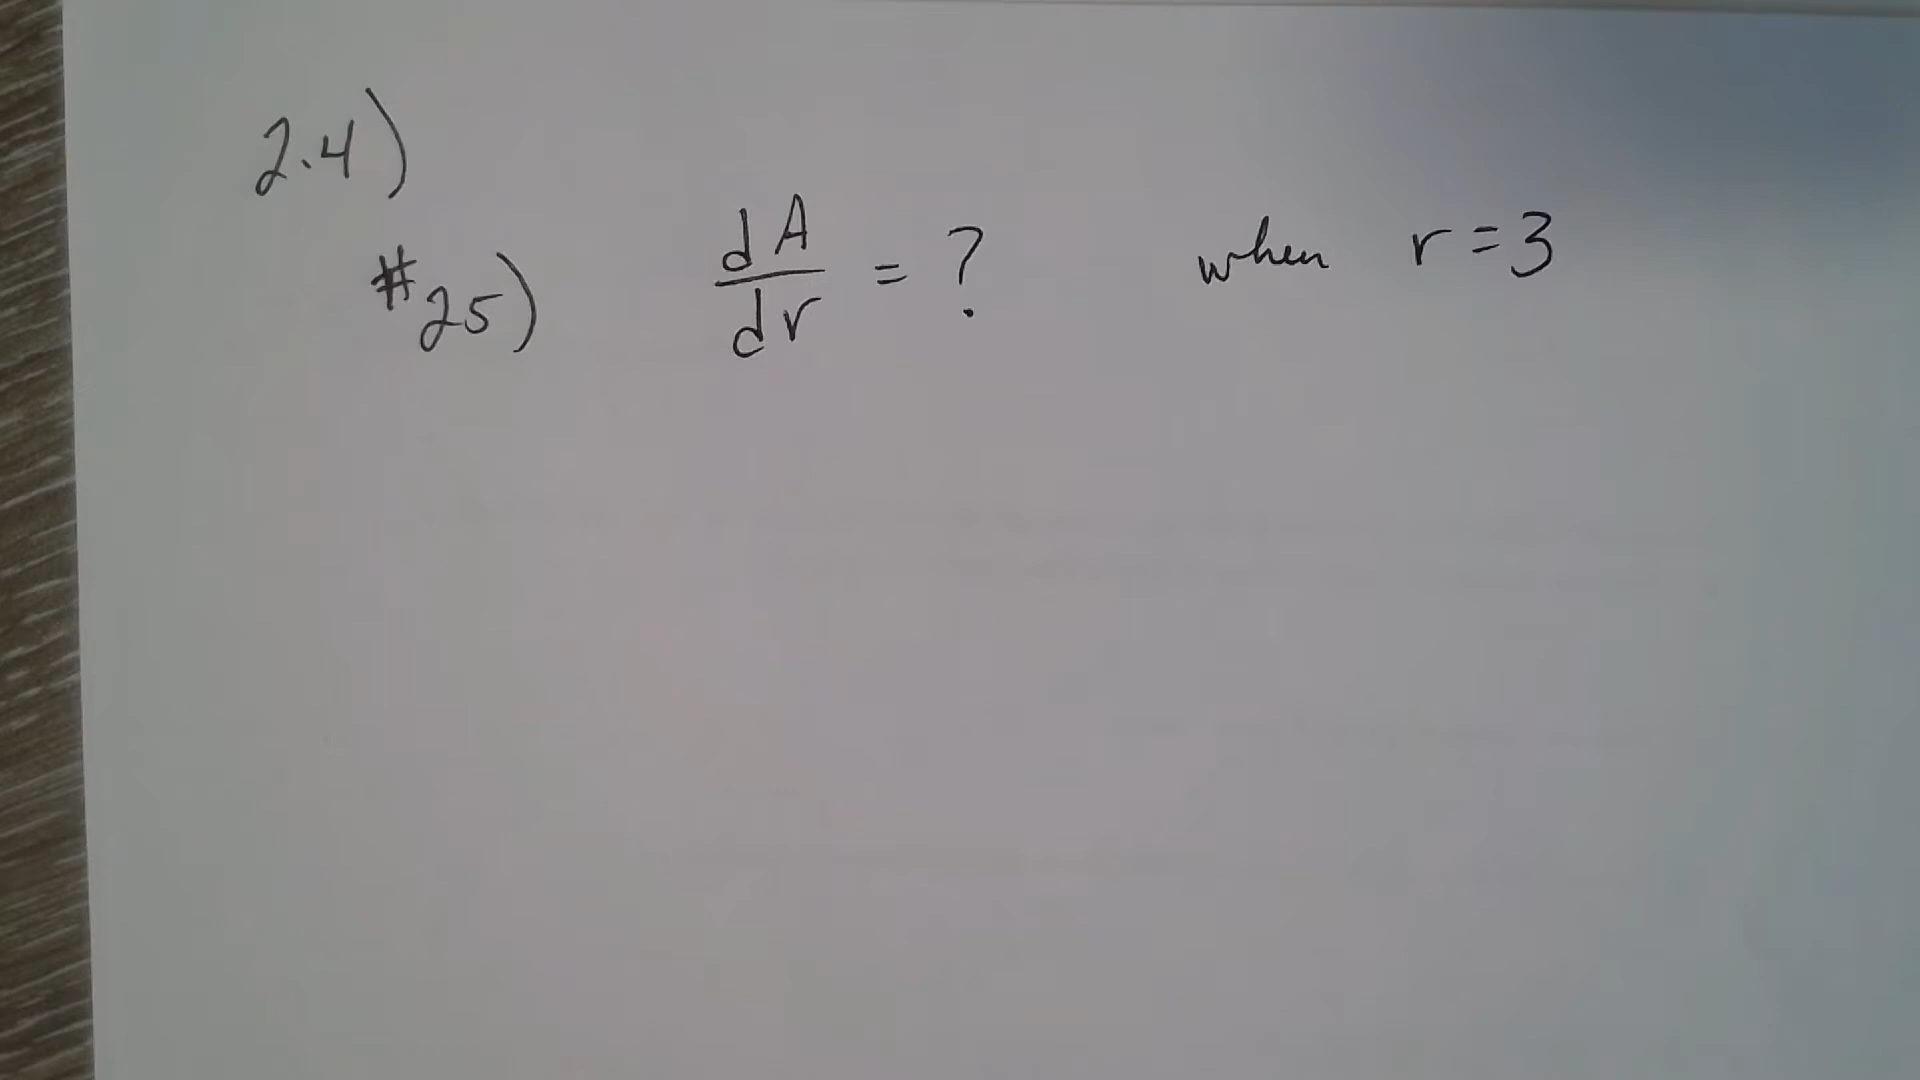 2.4)
#25) dA/dr = ? when r = 3